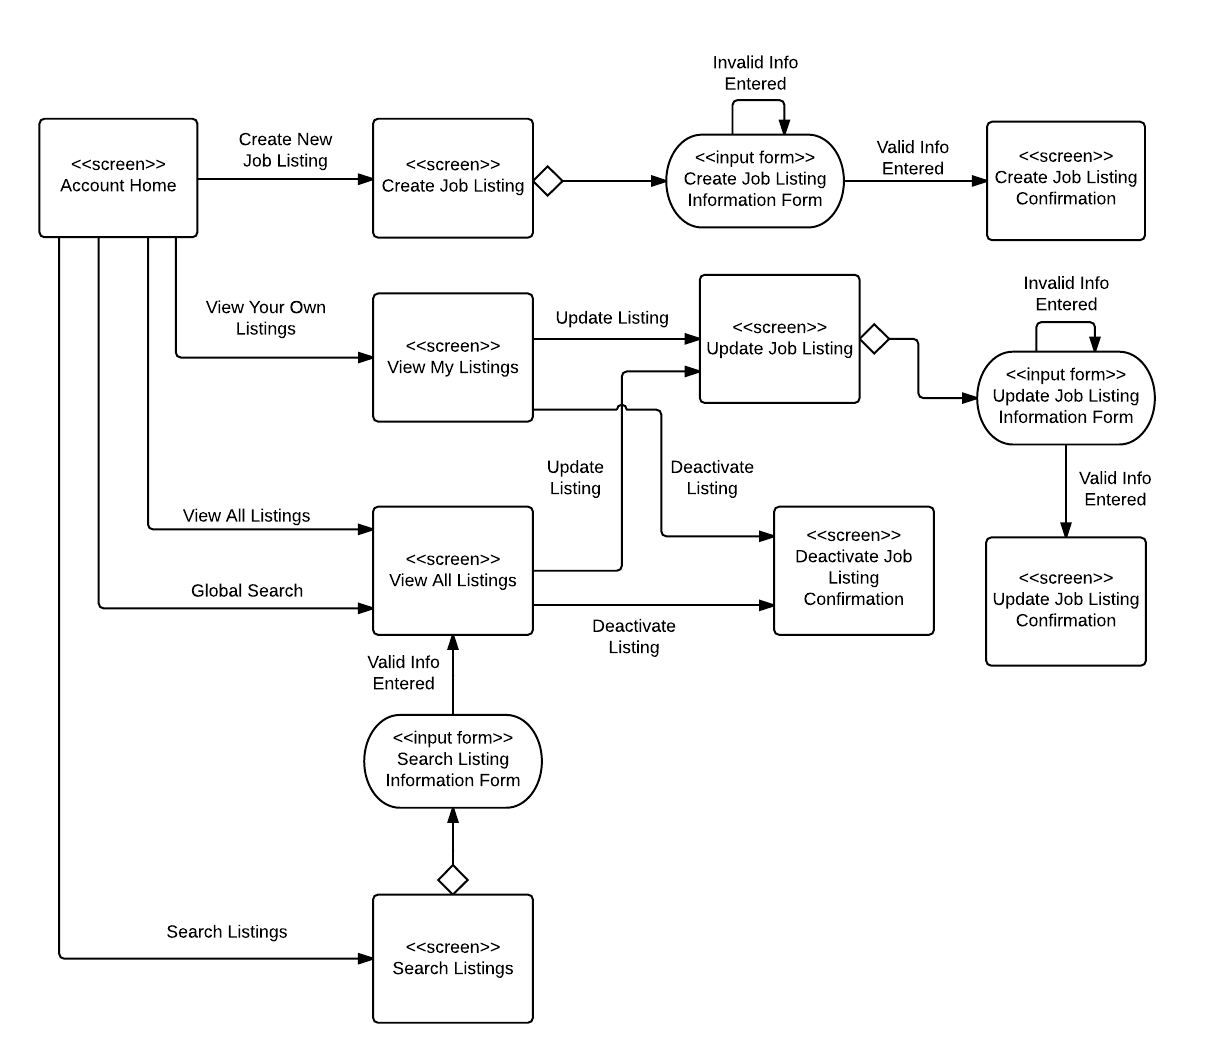 Invalid Info
Entered
<<screen>>
Account Home
Create New
Job Listing
<<screen>>
Create Job Listing
<<input form>>
Create Job Listing
Information Form
Valid Info
Entered
<<screen>>
Create Job Listing
Confirmation
View Your Own
Listings
<<screen>>
View My Listings
Update Listing
<<screen>>
Update Job Listing
Invalid Info
Entered
<<input form>>
Update Job Listing
Information Form
Update
Listing
Deactivate
Listing
Valid Info
Entered
View All Listings
Global Search
<<screen>>
View All Listings
<<screen>>
Deactivate Job
Listing
Confirmation
<<screen>>
Update Job Listing
Confirmation
Deactivate
Listing
Valid Info
Entered
<<input form>>
Search Listing
Information Form
Search Listings
<<screen>>
Search Listings